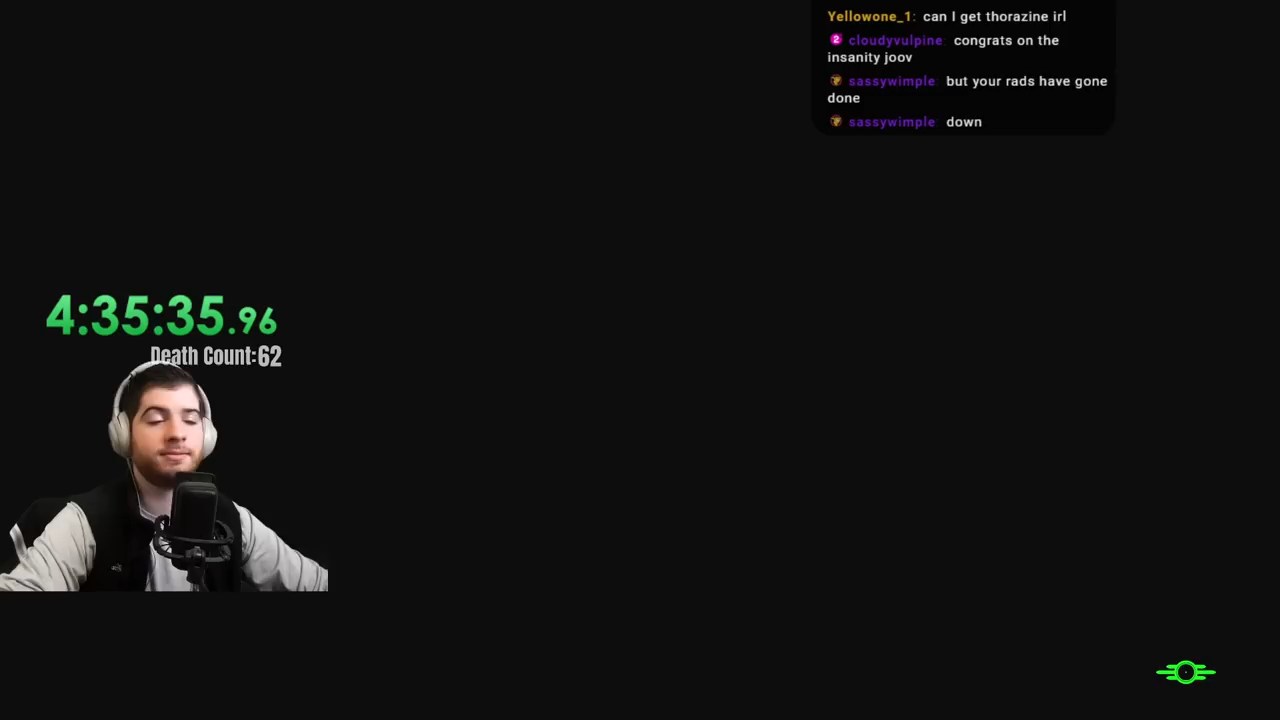 Yellowone_1: can I get thorazine irl
2 cloudyvulpine: congrats on the
insanity joov
sassywimple: but your rads have gone
done
sassywimple: down
4:35:35.96
Death Count:62